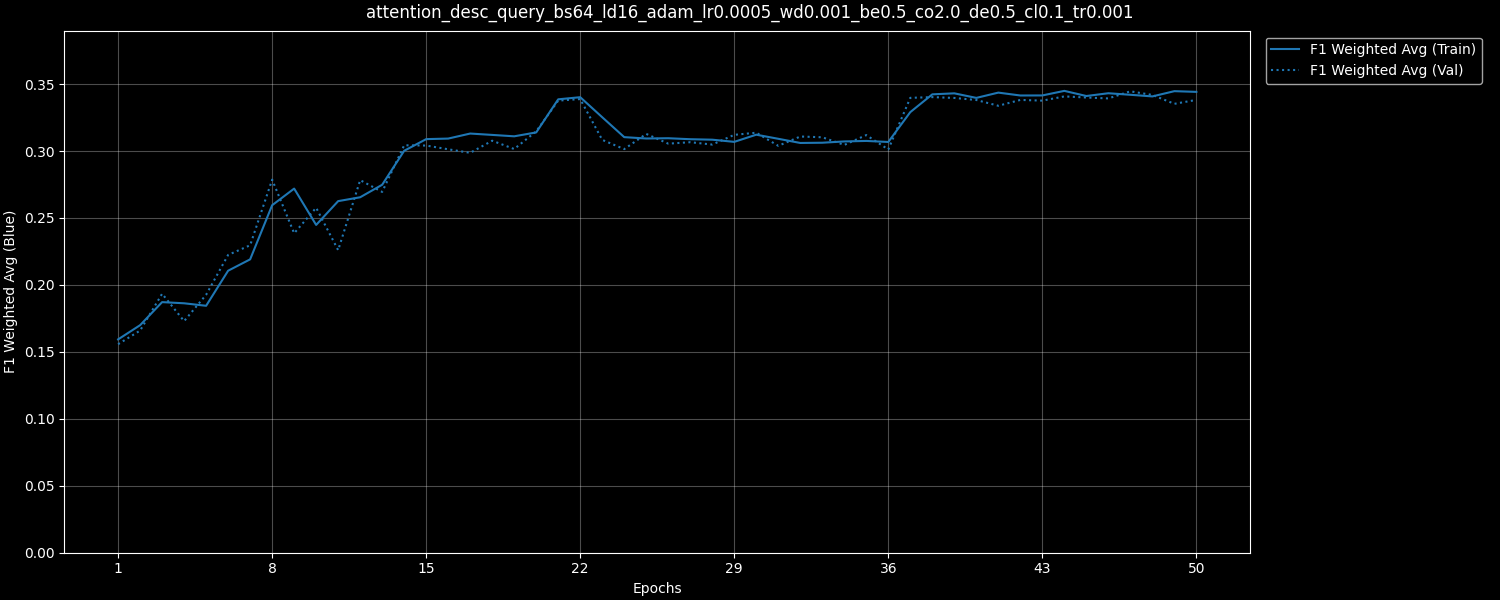 attention_desc_query_bs64_ld16_adam_lr0.0005_wd0.001_be0.5_co2.0_de0.5_cl0.1_tr0.001
F1 Weighted Avg (Train)
F1 Weighted Avg (Val)
F1 Weighted Avg (Blue)
0.35
0.30
0.25
0.20
0.15
0.10
0.05
0.00
1 8 15 22 29 36 43 50
Epochs